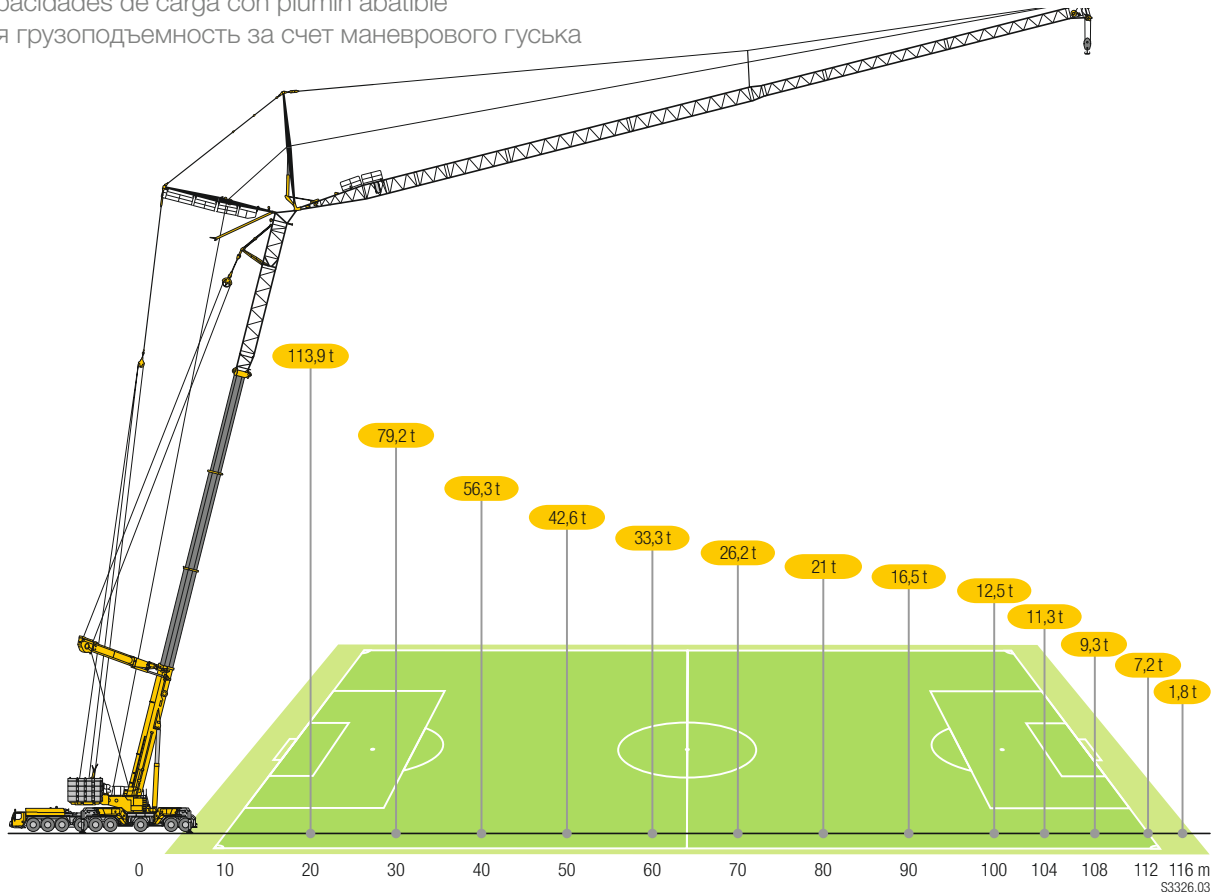 pacidades de carga con plumín abatible
я грузоподъемность за счет маневрового гуська
113,9 t
79,2 t
56,3 t
42,6 t
33,3 t
26,2 t
21 t
16,5 t
12,5 t
11,3 t
9,3 t
7,2 t
1,8 t
0 10 20 30 40 50 60 70 80 90 100 104 108 112 116 m
S3326.03